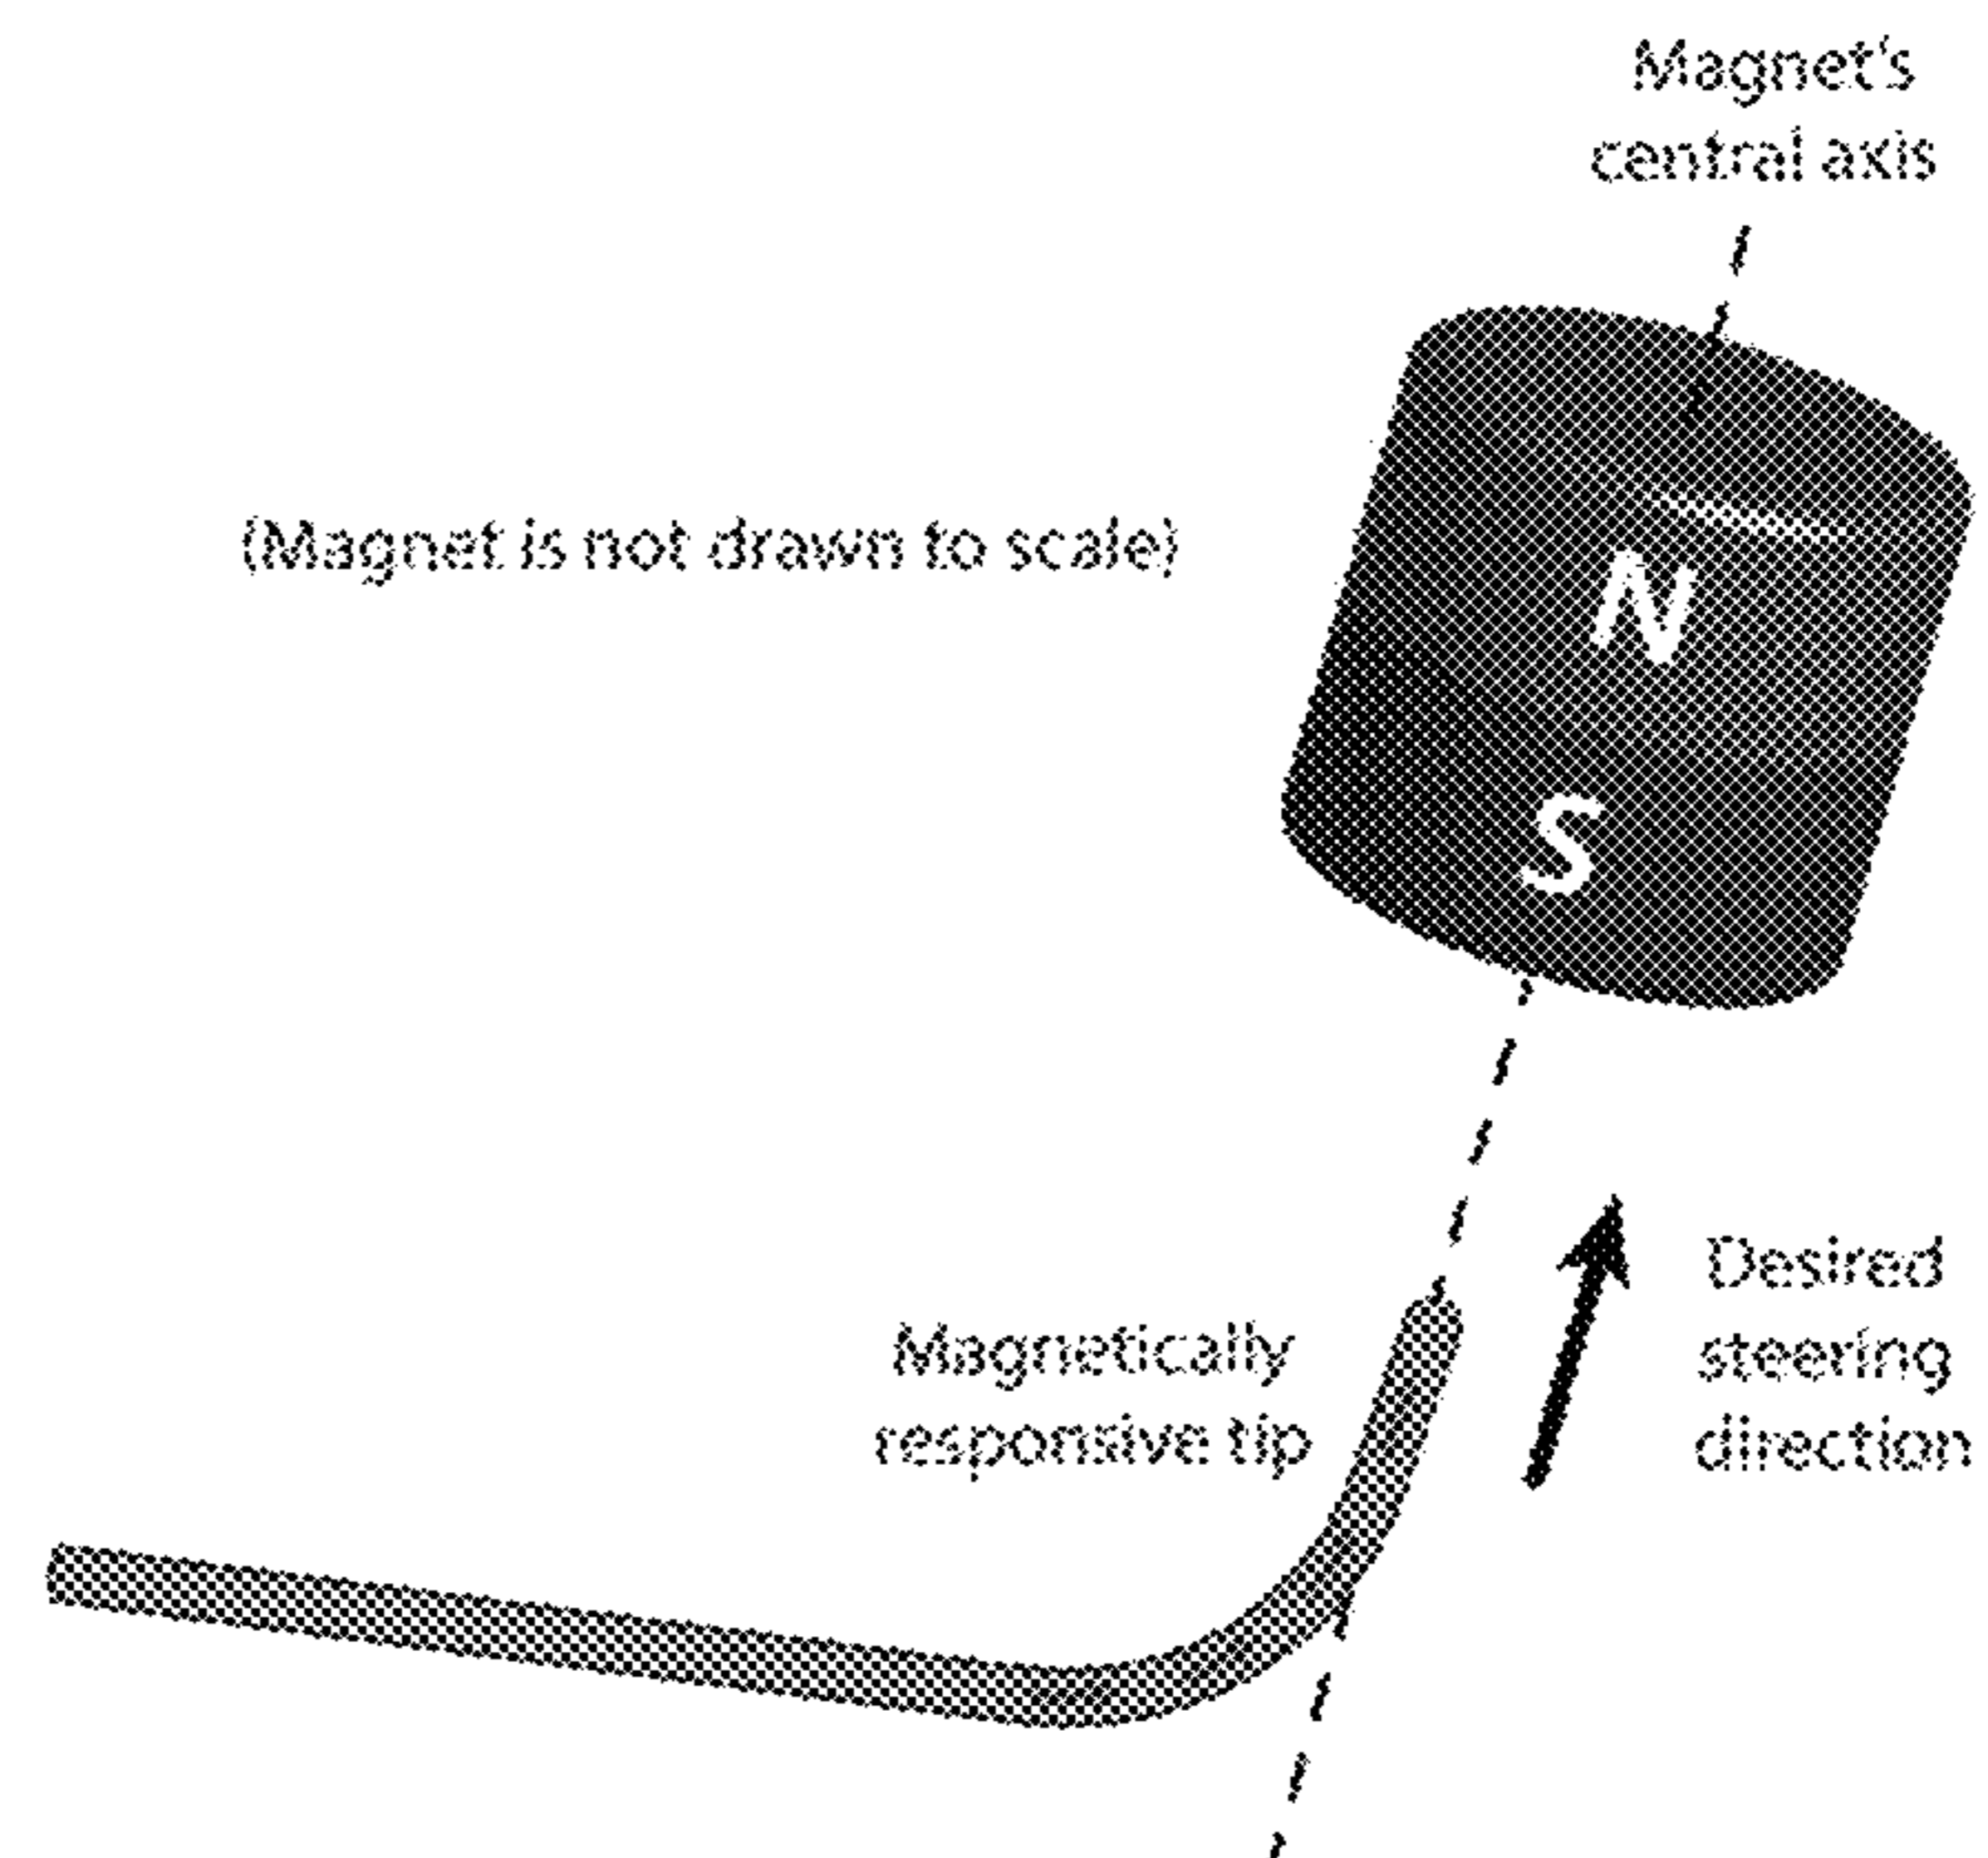 Magnet's
central axis
(Magnet is not drawn to scale)
N
S
Desired
steering
direction
Magnetically
responsive tip